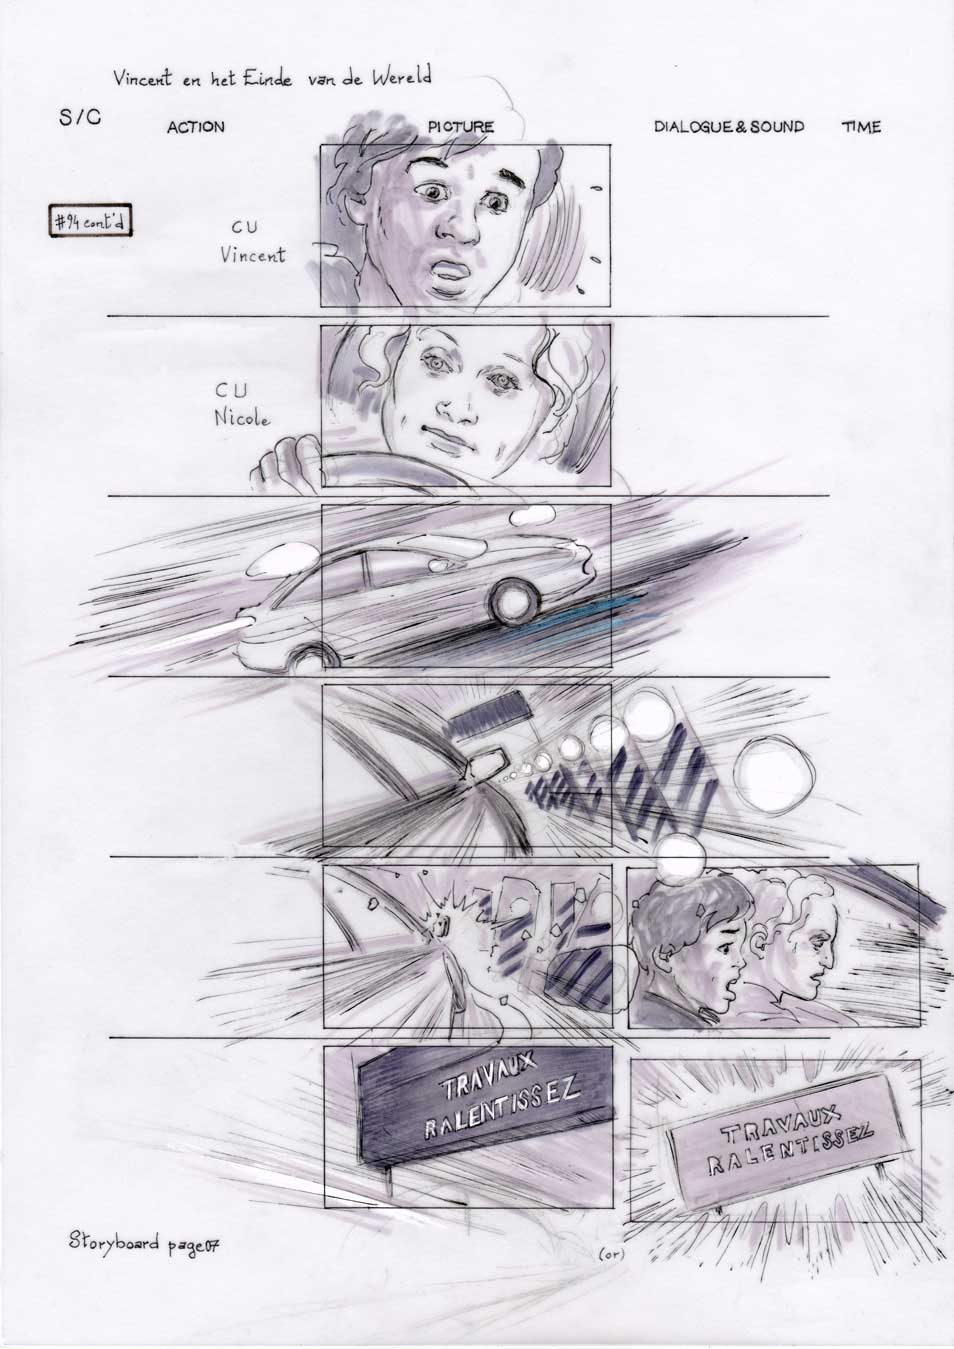 Vincent en het Einde van de Wereld
S/C
ACTION
PICTURE
DIALOGUE & SOUND
TIME
#94 cont'd
CU
Vincent
CU
Nicole
TRAVAUX
RALENTISSEZ
TRAVAUX
RALENTISSEZ
(or)
Storyboard page 07